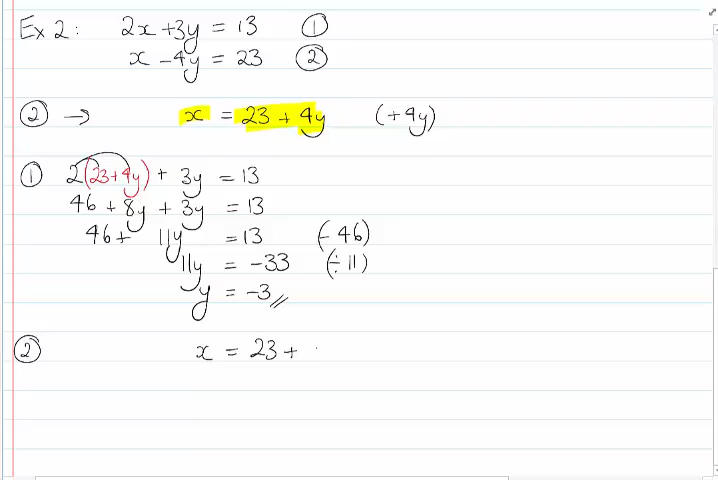 Ex 2: 2x + 3y = 13 ①
x - 4y = 23 ②
② → x = 23 + 4y (+4y)
① 2(23+4y) + 3y = 13
46 + 8y + 3y = 13
46 + 11y = 13 (-46)
11y = -33 (÷11)
y = -3
② x = 23 +